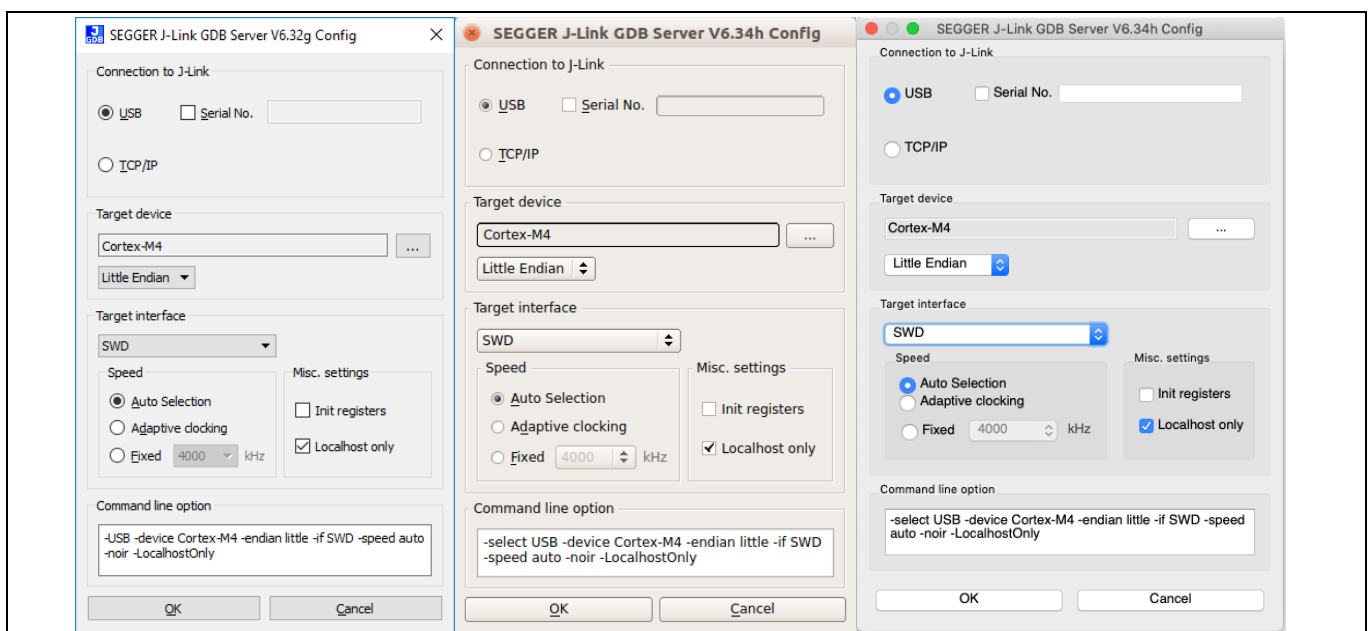 SEGGER J-Link GDB Server V6.32g Config
Connection to J-Link
USB
Serial No.
TCP/IP
Target device
Cortex-M4
...
Little Endian
Target interface
SWD
Speed
Auto Selection
Adaptive clocking
Fixed 4000 kHz
Misc. settings
Init registers
Localhost only
Command line option
-USB -device Cortex-M4 -endian little -if SWD -speed auto
-noir -LocalhostOnly
OK
Cancel
SEGGER J-Link GDB Server V6.34h Config
Connection to J-Link
USB
Serial No.
TCP/IP
Target device
Cortex-M4
...
Little Endian
Target interface
SWD
Speed
Auto Selection
Adaptive clocking
Fixed 4000 kHz
Misc. settings
Init registers
Localhost only
Command line option
-select USB -device Cortex-M4 -endian little -if SWD
-speed auto -noir -LocalhostOnly
OK
Cancel
SEGGER J-Link GDB Server V6.34h Config
Connection to J-Link
USB
Serial No.
TCP/IP
Target device
Cortex-M4
...
Little Endian
Target interface
SWD
Speed
Auto Selection
Adaptive clocking
Fixed 4000 kHz
Misc. settings
Init registers
Localhost only
Command line option
-select USB -device Cortex-M4 -endian little -if SWD -speed
auto -noir -LocalhostOnly
OK
Cancel